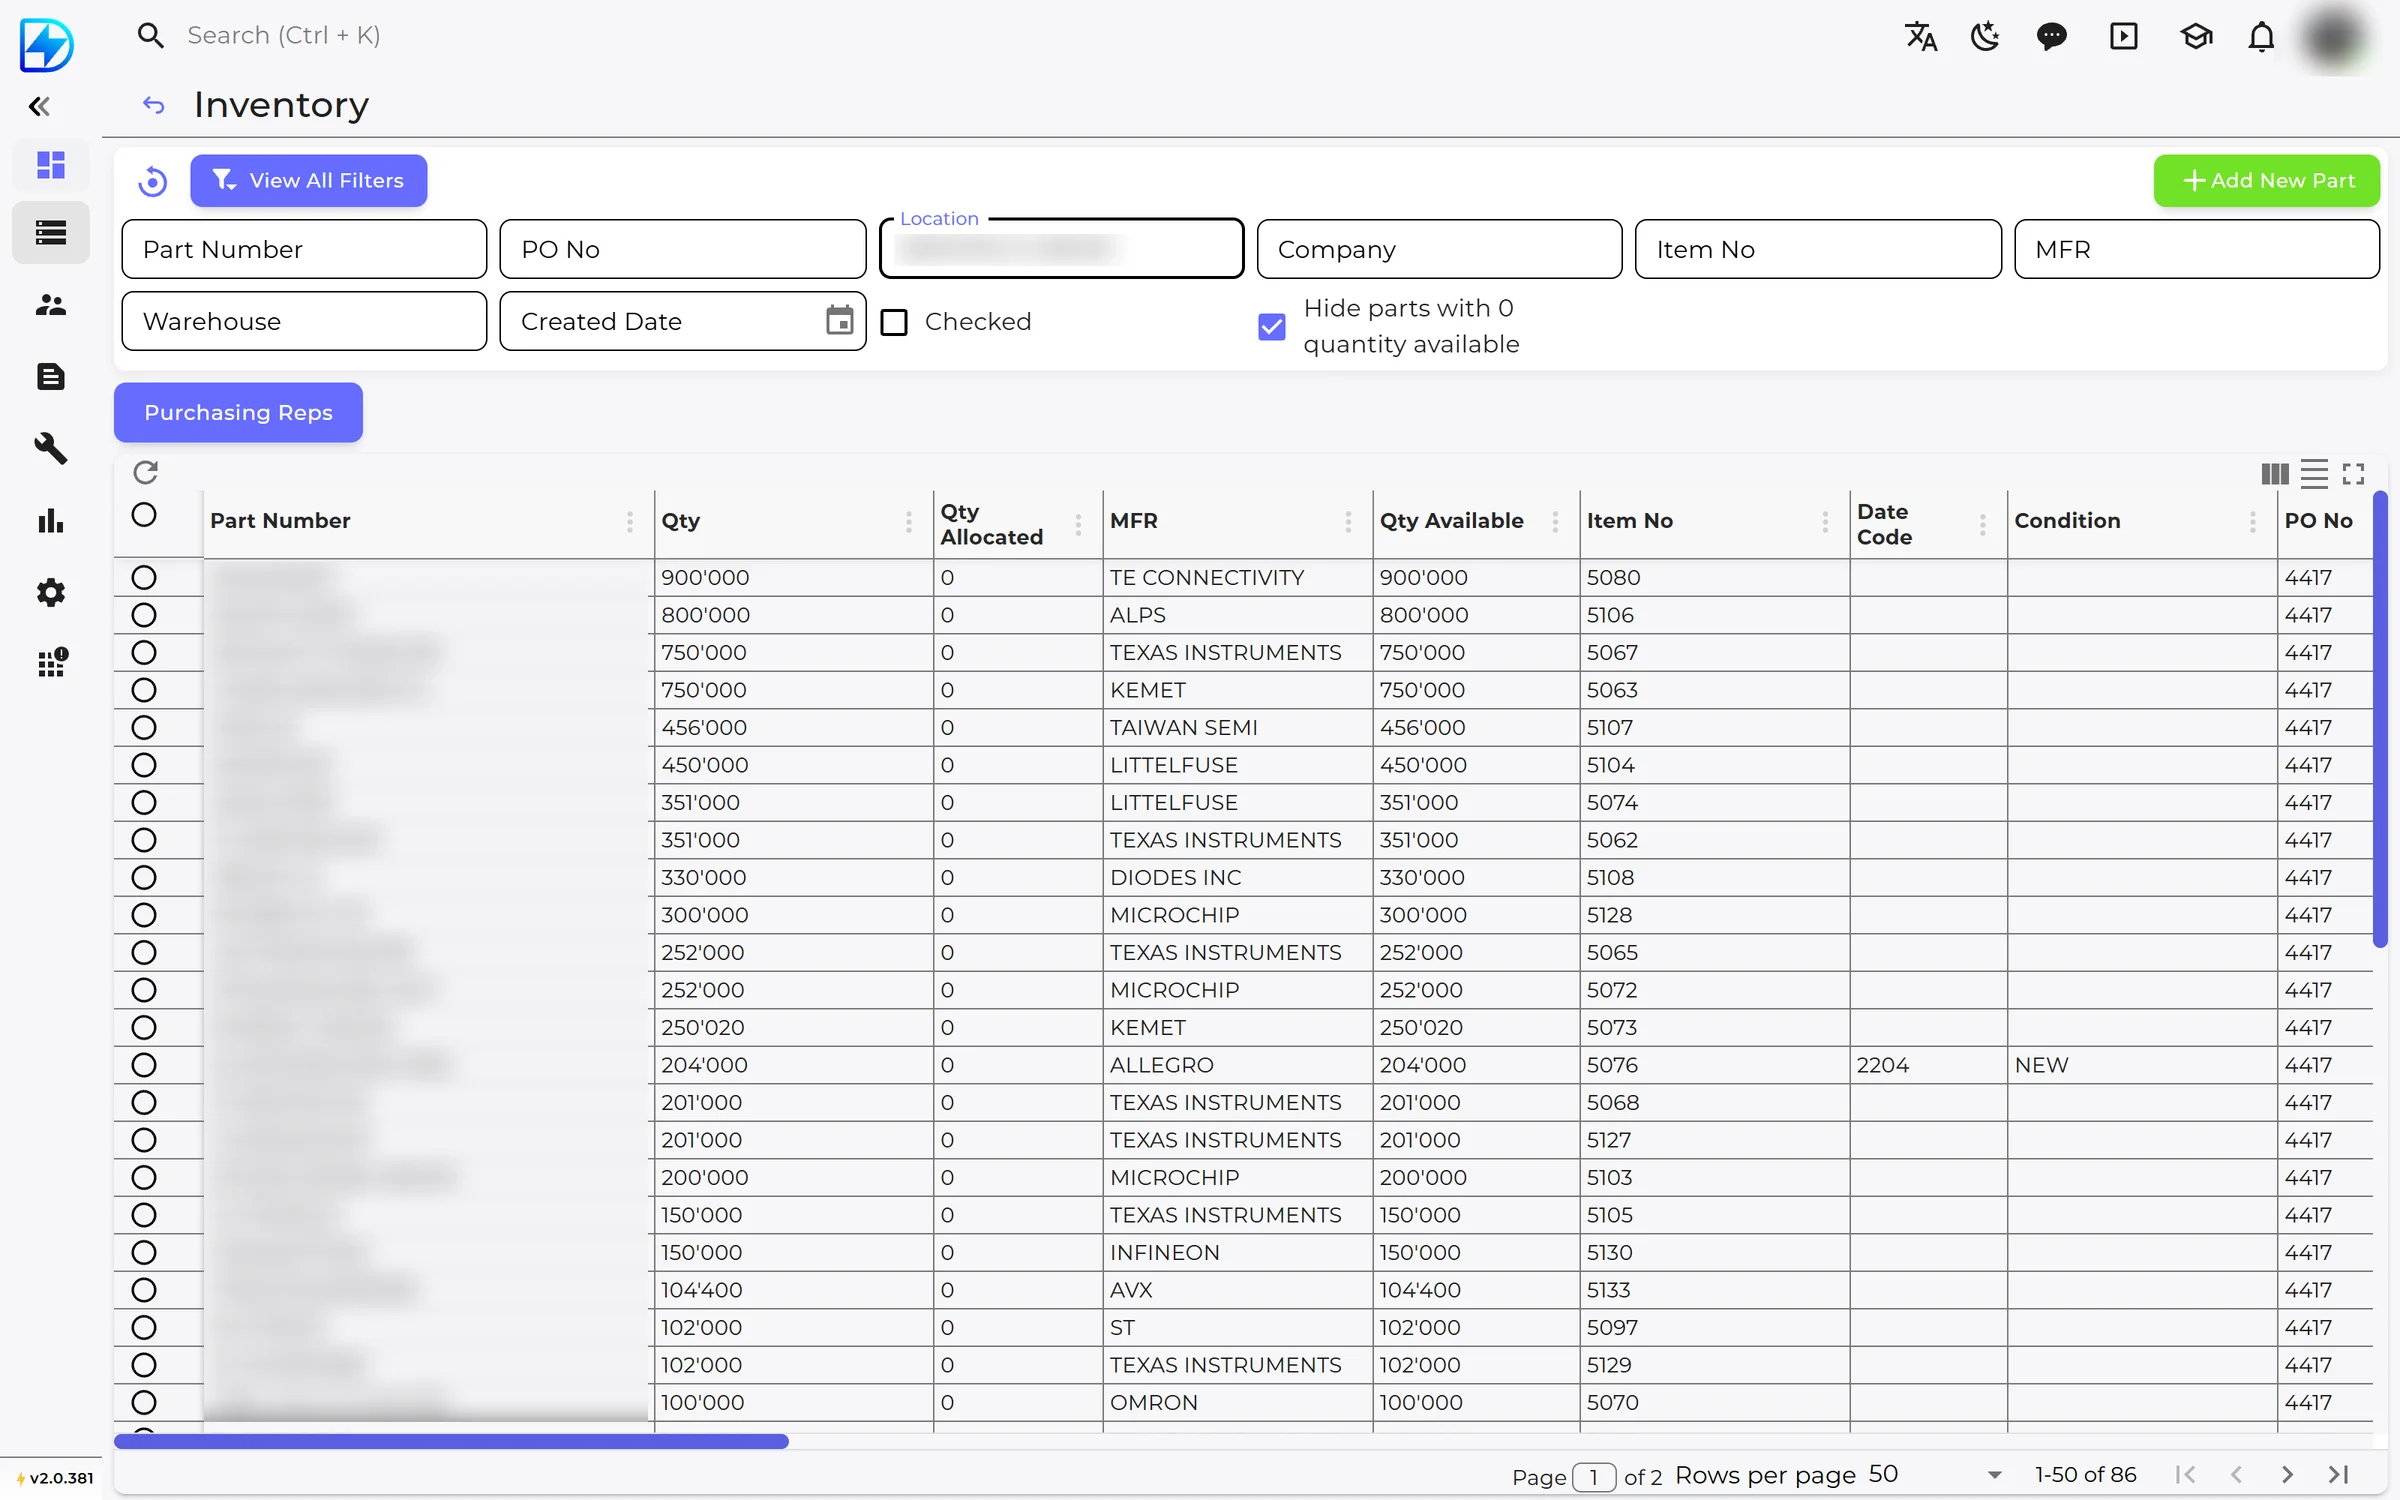 Search (Ctrl + K)
Inventory
View All Filters
Add New Part
Part Number
PO No
Location
Company
Item No
MFR
Warehouse
Created Date
Checked
Hide parts with 0
quantity available
Purchasing Reps
Part Number Qty Qty Allocated MFR Qty Available Item No Date Code Condition PO No
900'000 0 TE CONNECTIVITY 900'000 5080 4417
800'000 0 ALPS 800'000 5106 4417
750'000 0 TEXAS INSTRUMENTS 750'000 5067 4417
750'000 0 KEMET 750'000 5063 4417
456'000 0 TAIWAN SEMI 456'000 5107 4417
450'000 0 LITTELFUSE 450'000 5104 4417
351'000 0 LITTELFUSE 351'000 5074 4417
351'000 0 TEXAS INSTRUMENTS 351'000 5062 4417
330'000 0 DIODES INC 330'000 5108 4417
300'000 0 MICROCHIP 300'000 5128 4417
252'000 0 TEXAS INSTRUMENTS 252'000 5065 4417
252'000 0 MICROCHIP 252'000 5072 4417
250'020 0 KEMET 250'020 5073 4417
204'000 0 ALLEGRO 204'000 5076 2204 NEW 4417
201'000 0 TEXAS INSTRUMENTS 201'000 5068 4417
201'000 0 TEXAS INSTRUMENTS 201'000 5127 4417
200'000 0 MICROCHIP 200'000 5103 4417
150'000 0 TEXAS INSTRUMENTS 150'000 5105 4417
150'000 0 INFINEON 150'000 5130 4417
104'400 0 AVX 104'400 5133 4417
102'000 0 ST 102'000 5097 4417
102'000 0 TEXAS INSTRUMENTS 102'000 5129 4417
100'000 0 OMRON 100'000 5070 4417
v2.0.381
Page 1 of 2 Rows per page 50 1-50 of 86